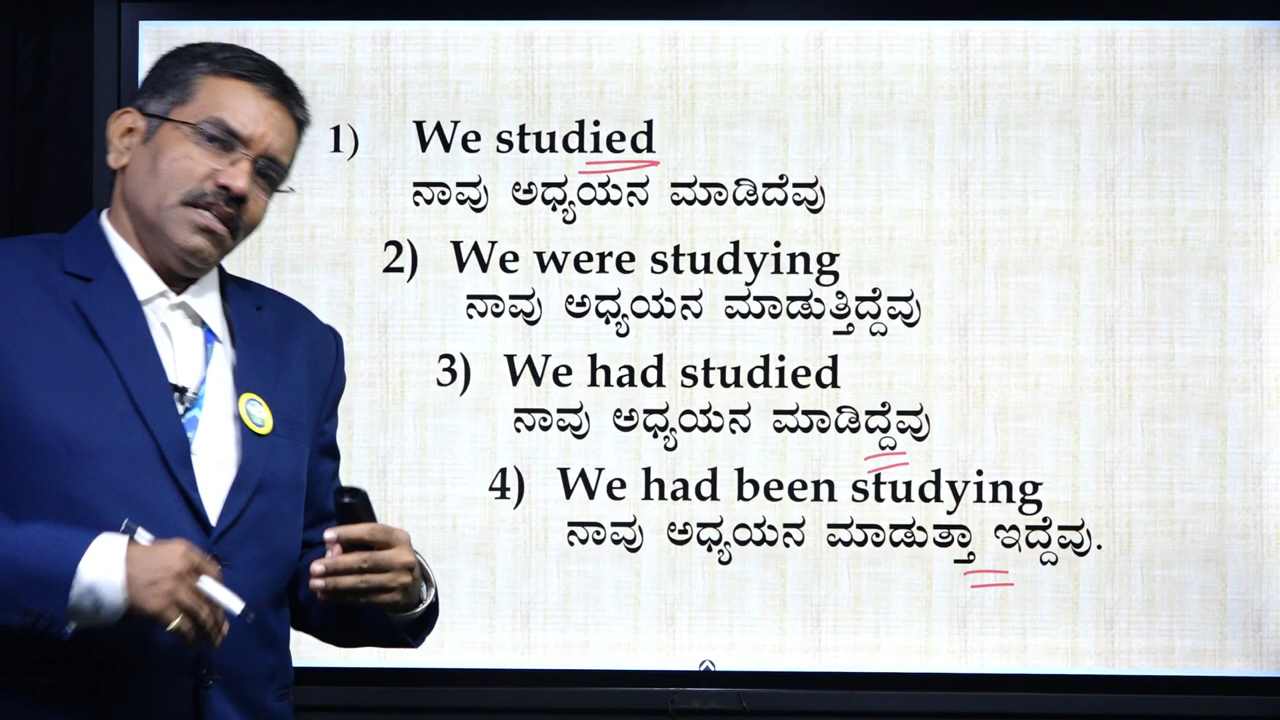 1) We studied
ನಾವು ಅಧ್ಯಯನ ಮಾಡಿದೆವು
2) We were studying
ನಾವು ಅಧ್ಯಯನ ಮಾಡುತ್ತಿದ್ದೆವು
3) We had studied
ನಾವು ಅಧ್ಯಯನ ಮಾಡಿದ್ದೆವು
4) We had been studying
ನಾವು ಅಧ್ಯಯನ ಮಾಡುತ್ತಾ ಇದ್ದೆವು.